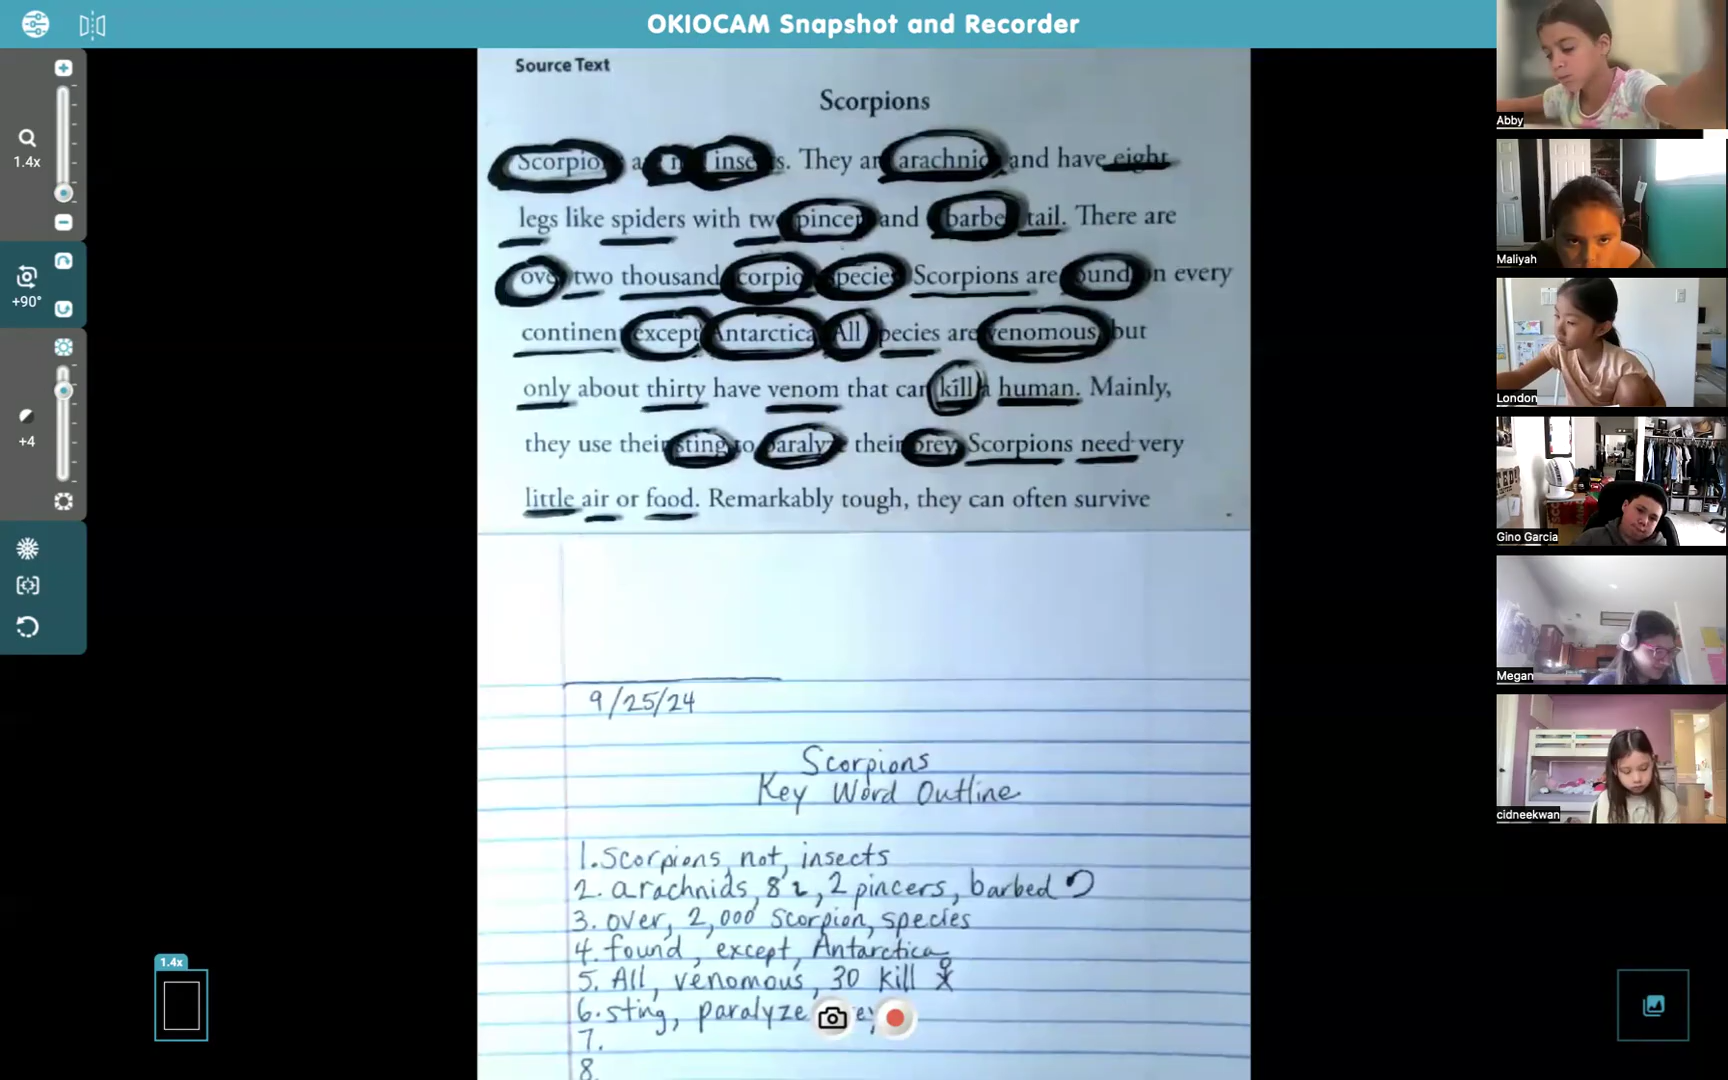 OKIOCAM Snapshot and Recorder
1.4x
+90°
+4
1.4x
Source Text
Scorpions
Scorpions are not insects. They are arachnids and have eight
legs like spiders with two pincers and barbed tail. There are
over two thousand scorpion species. Scorpions are found on every
continent except Antarctica. All species are venomous, but
only about thirty have venom that can kill a human. Mainly,
they use their sting to paralyze their prey. Scorpions need very
little air or food. Remarkably tough, they can often survive
9/25/24
Scorpions
Key Word Outline
1. Scorpions, not, insects
2. arachnids, 8 , 2 pincers, barbed
3. over, 2,000 scorpion, species
4. found, except, Antarctica
5. All, venomous, 30 kill
6. sting, paralyze
7.
8.
Abby
Maliyah
London
Gino Garcia
Megan
cidneekwan